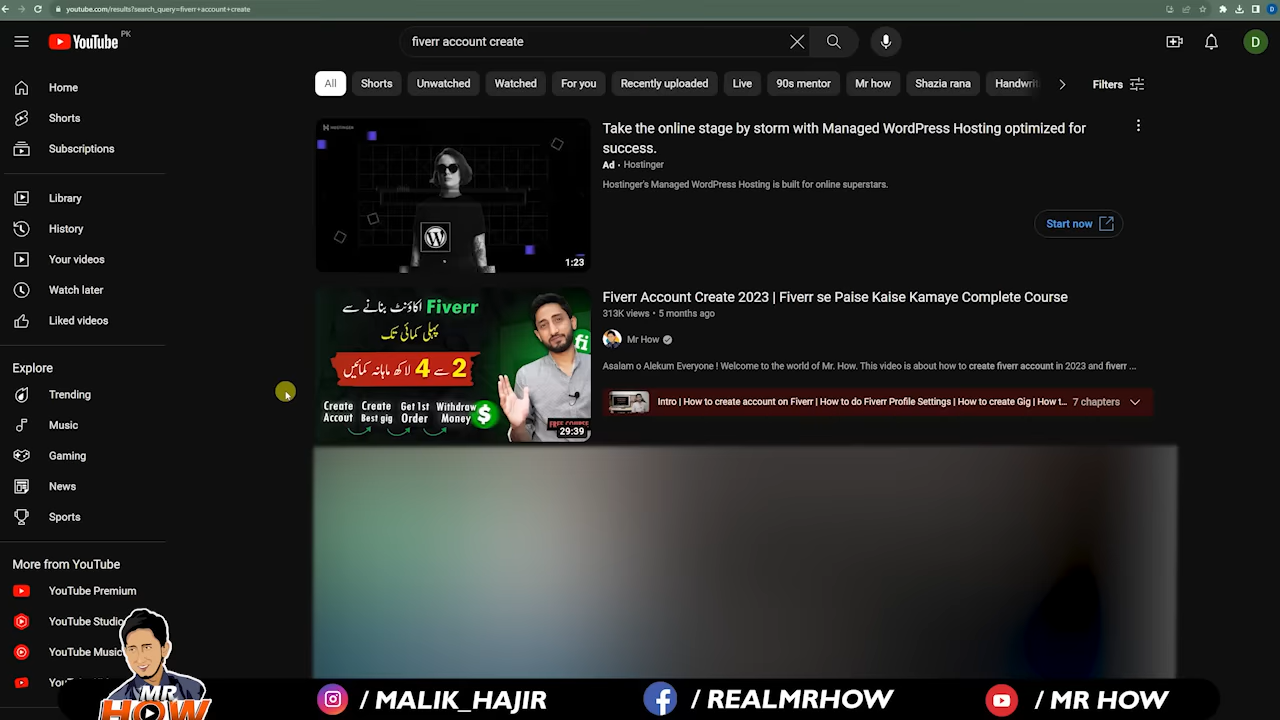 youtube.com/results?search_query=fiverr+account+create
YouTube PK
fiverr account create
All
Shorts
Unwatched
Watched
For you
Recently uploaded
Live
90s mentor
Mr how
Shazia rana
Filters
Home
Shorts
Subscriptions
Library
History
Your videos
Watch later
Liked videos
Explore
Trending
Music
Gaming
News
Sports
More from YouTube
YouTube Premium
YouTube Studio
YouTube Music
HOSTINGER
1:23
Take the online stage by storm with Managed WordPress Hosting optimized for
success.
Ad · Hostinger
Hostinger's Managed WordPress Hosting is built for online superstars.
Start now
Fiverr اکاؤنٹ بنانے سے
پہلی کمائی تک
2 سے 4 لاکھ ماہانہ کمائیں
Create Accout
Create Best gig
Get 1st Order
Withdraw Money
fi
FREE COURSE
29:39
Fiverr Account Create 2023 | Fiverr se Paise Kaise Kamaye Complete Course
313K views • 5 months ago
Mr How
Asalam o Alekum Everyone ! Welcome to the world of Mr. How. This video is about how to create fiverr account in 2023 and fiverr ...
Intro | How to create account on Fiverr | How to do Fiverr Profile Settings | How to create Gig | How t...
7 chapters
D
MR
HOW
/ MALIK_HAJIR
/ REALMRHOW
/ MR HOW